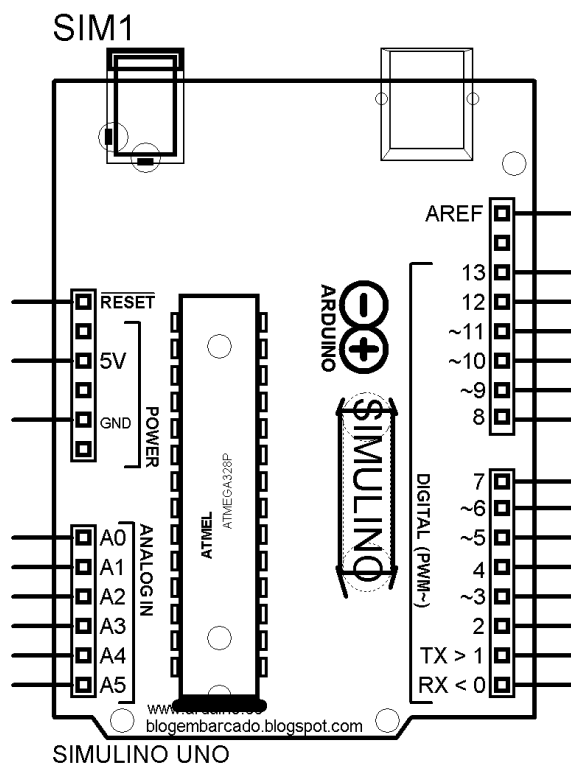 SIM1
AREF
13
12
~11
~10
~9
8
RESET
5V
GND
POWER
ARDUINO
SIMULINO
ATMEL
ATMEGA328P
DIGITAL (PWM~)
7
~6
~5
4
~3
2
TX > 1
RX < 0
ANALOG IN
A0
A1
A2
A3
A4
A5
blogembarcado.blogspot.com
SIMULINO UNO